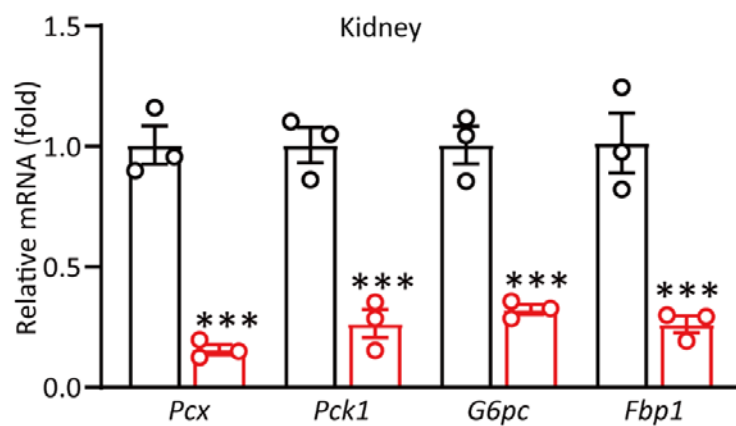 Kidney
Relative mRNA (fold)
1.5
1.0
0.5
0.0
***
***
***
***
Pcx Pck1 G6pc Fbp1